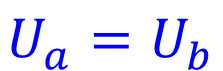 U_a = U_b